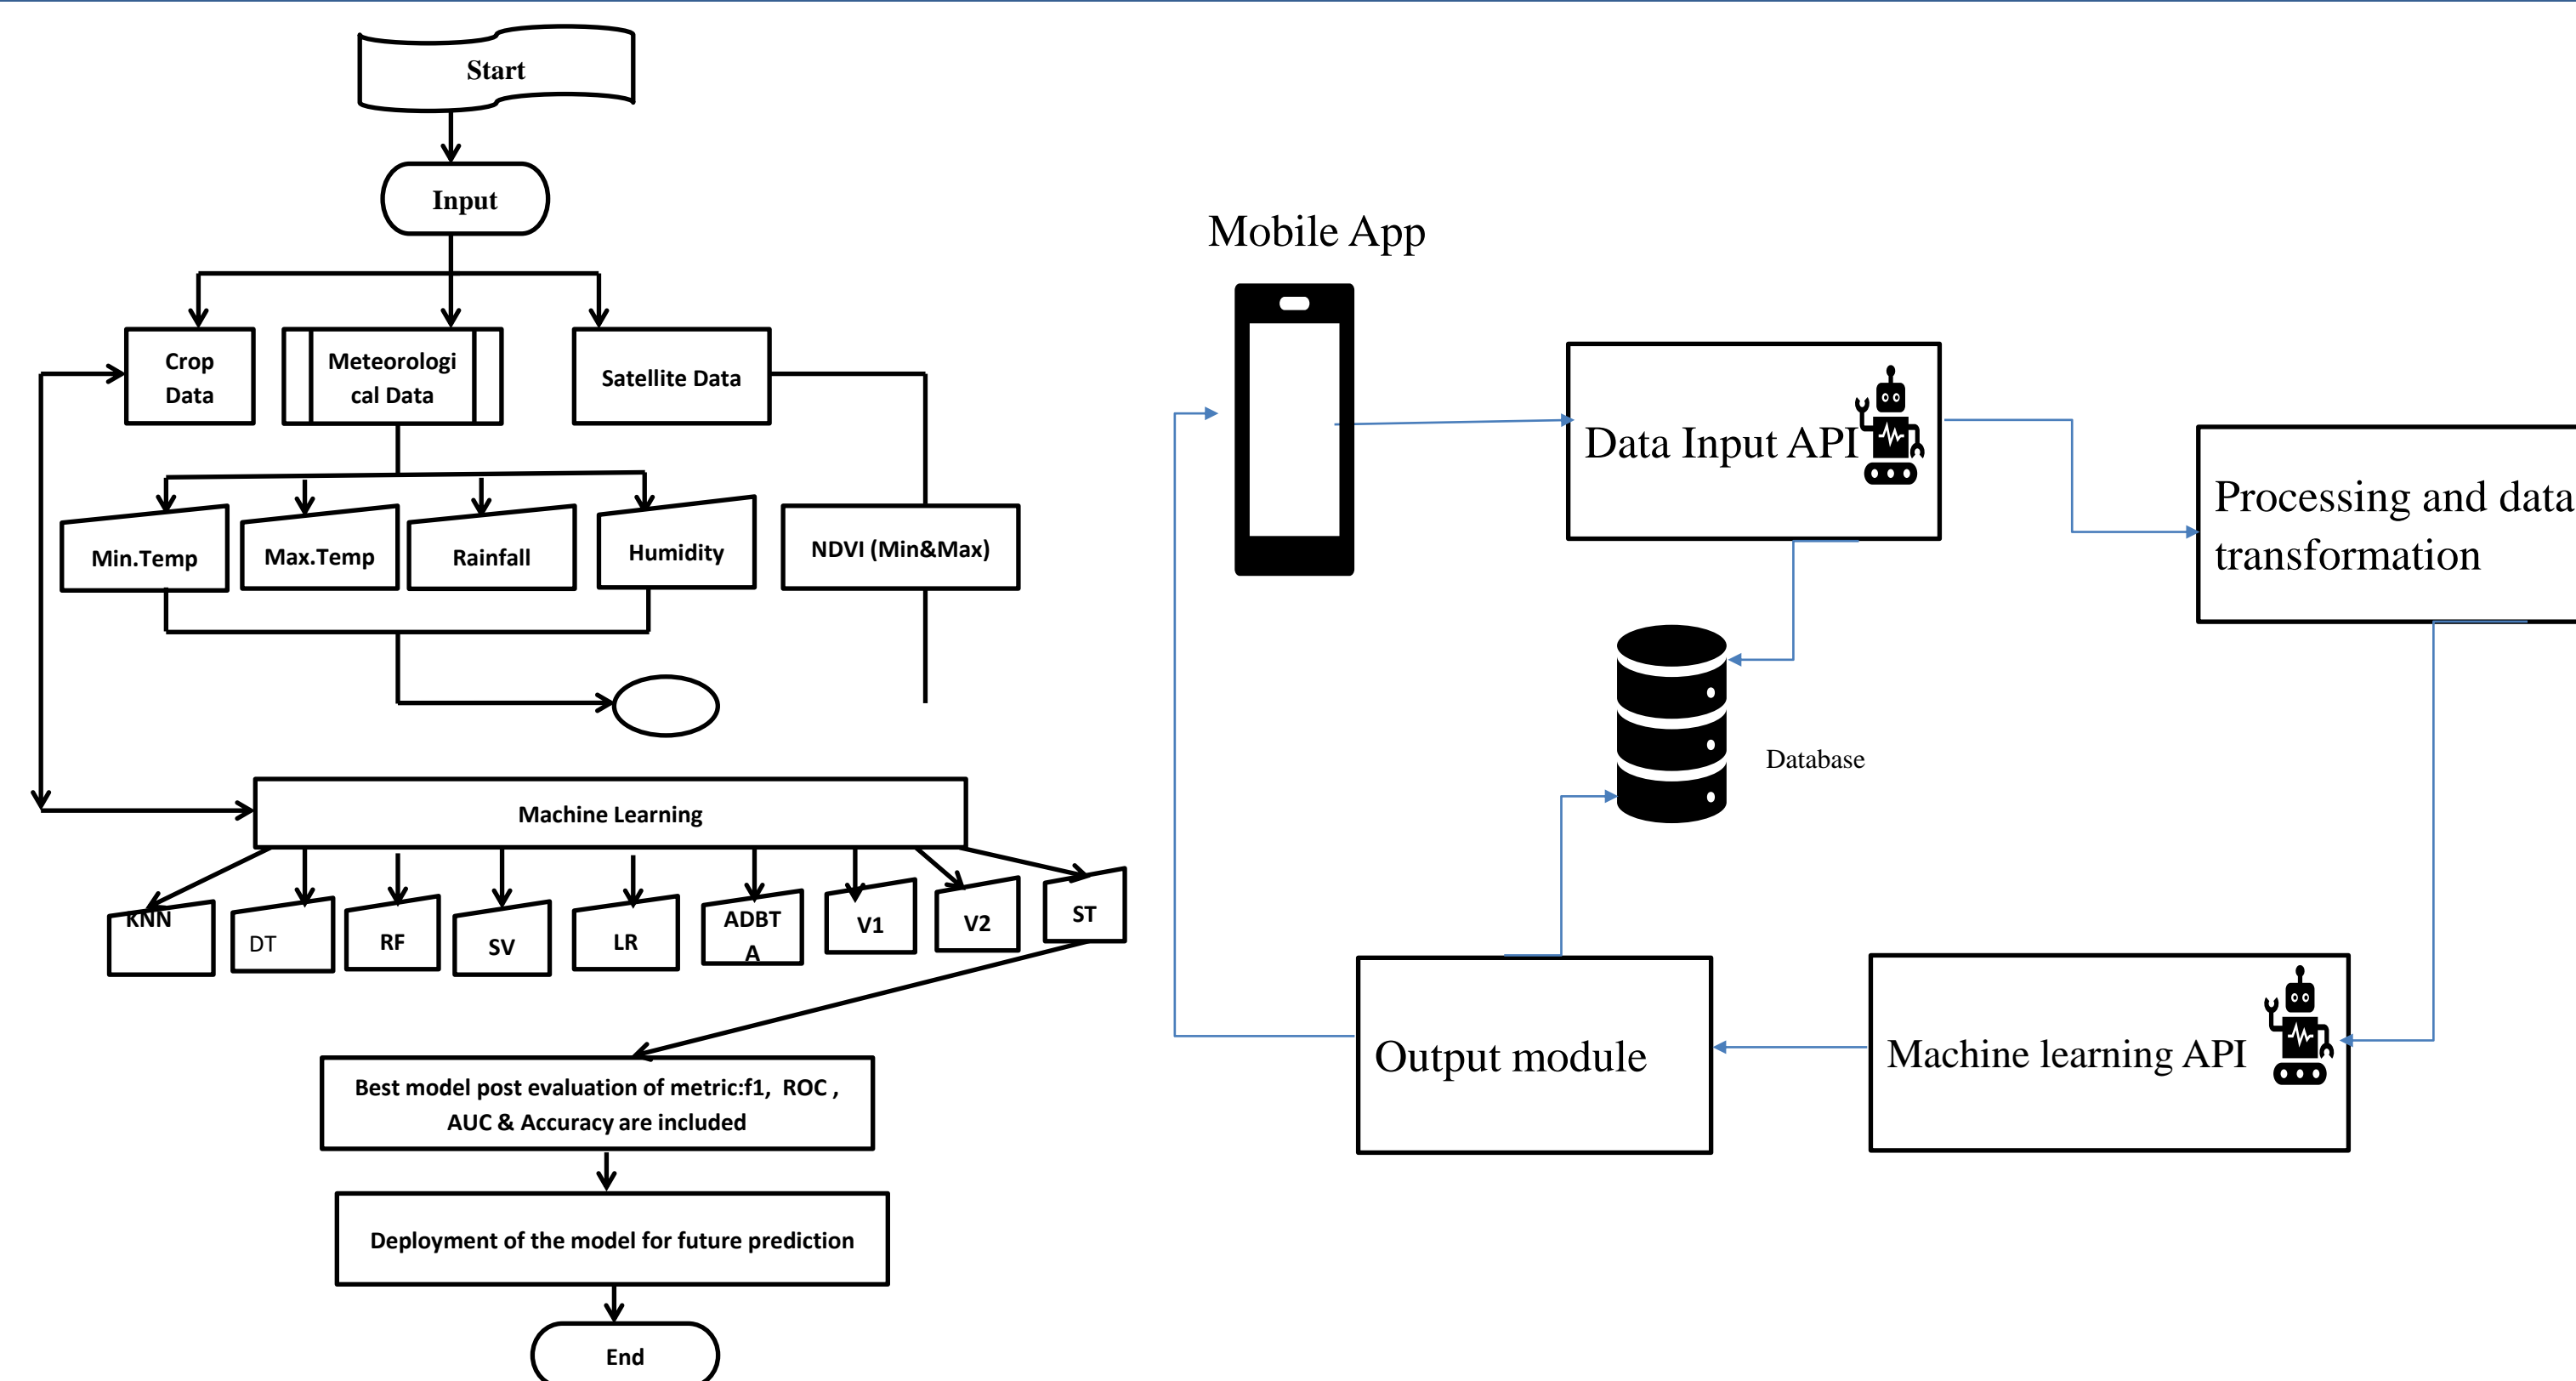 Start
Input
Crop
Data
Meteorologi
cal Data
Satellite Data
Min.Temp
Max.Temp
Rainfall
Humidity
NDVI (Min&Max)
Machine Learning
KNN
DT
RF
SV
LR
ADBT
A
V1
V2
ST
Best model post evaluation of metric:f1, ROC ,
AUC & Accuracy are included
Deployment of the model for future prediction
End
Mobile App
Data Input API
Processing and data
transformation
Database
Output module
Machine learning API